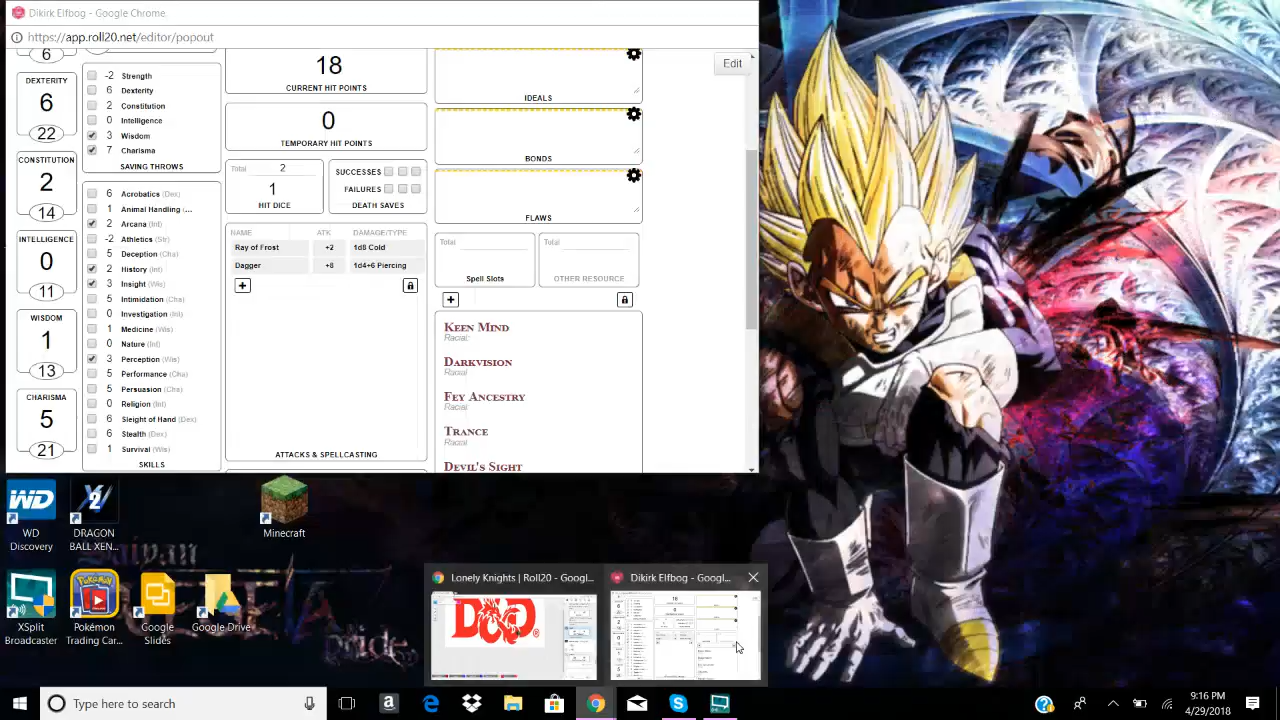 Dikirk Elfbog - Google Chrome
https://app.roll20.net/editor/popout
6
DEXTERITY
6
22
CONSTITUTION
2
14
INTELLIGENCE
0
11
WISDOM
1
13
CHARISMA
5
21
-2 Strength
6 Dexterity
2 Constitution
0 Intelligence
3 Wisdom
7 Charisma
SAVING THROWS
6 Acrobatics (Dex)
1 Animal Handling (...
2 Arcana (Int)
-2 Athletics (Str)
5 Deception (Cha)
2 History (Int)
3 Insight (Wis)
5 Intimidation (Cha)
0 Investigation (Int)
1 Medicine (Wis)
0 Nature (Int)
3 Perception (Wis)
5 Performance (Cha)
5 Persuasion (Cha)
0 Religion (Int)
6 Sleight of Hand (Dex)
6 Stealth (Dex)
1 Survival (Wis)
SKILLS
18
CURRENT HIT POINTS
0
TEMPORARY HIT POINTS
Total 2
1
HIT DICE
SUCCESSES
FAILURES
DEATH SAVES
NAME ATK DAMAGE/TYPE
Ray of Frost +2 1d8 Cold
Dagger +8 1d4+6 Piercing
ATTACKS & SPELLCASTING
Edit
IDEALS
BONDS
FLAWS
Total
Spell Slots
Total
OTHER RESOURCE
KEEN MIND
Racial:
DARKVISION
Racial
FEY ANCESTRY
Racial:
TRANCE
Racial
DEVIL'S SIGHT
WD
WD Discovery
DRAGON BALL XEN...
Minecraft
XSplit Broadcaster
Pokémon Trading Car...
Google Slides
Lonely Knights | Roll20 - Googl...
Dikirk Elfbog - Google...
D&D
18
0
Type here to search
9:16 PM
4/29/2018